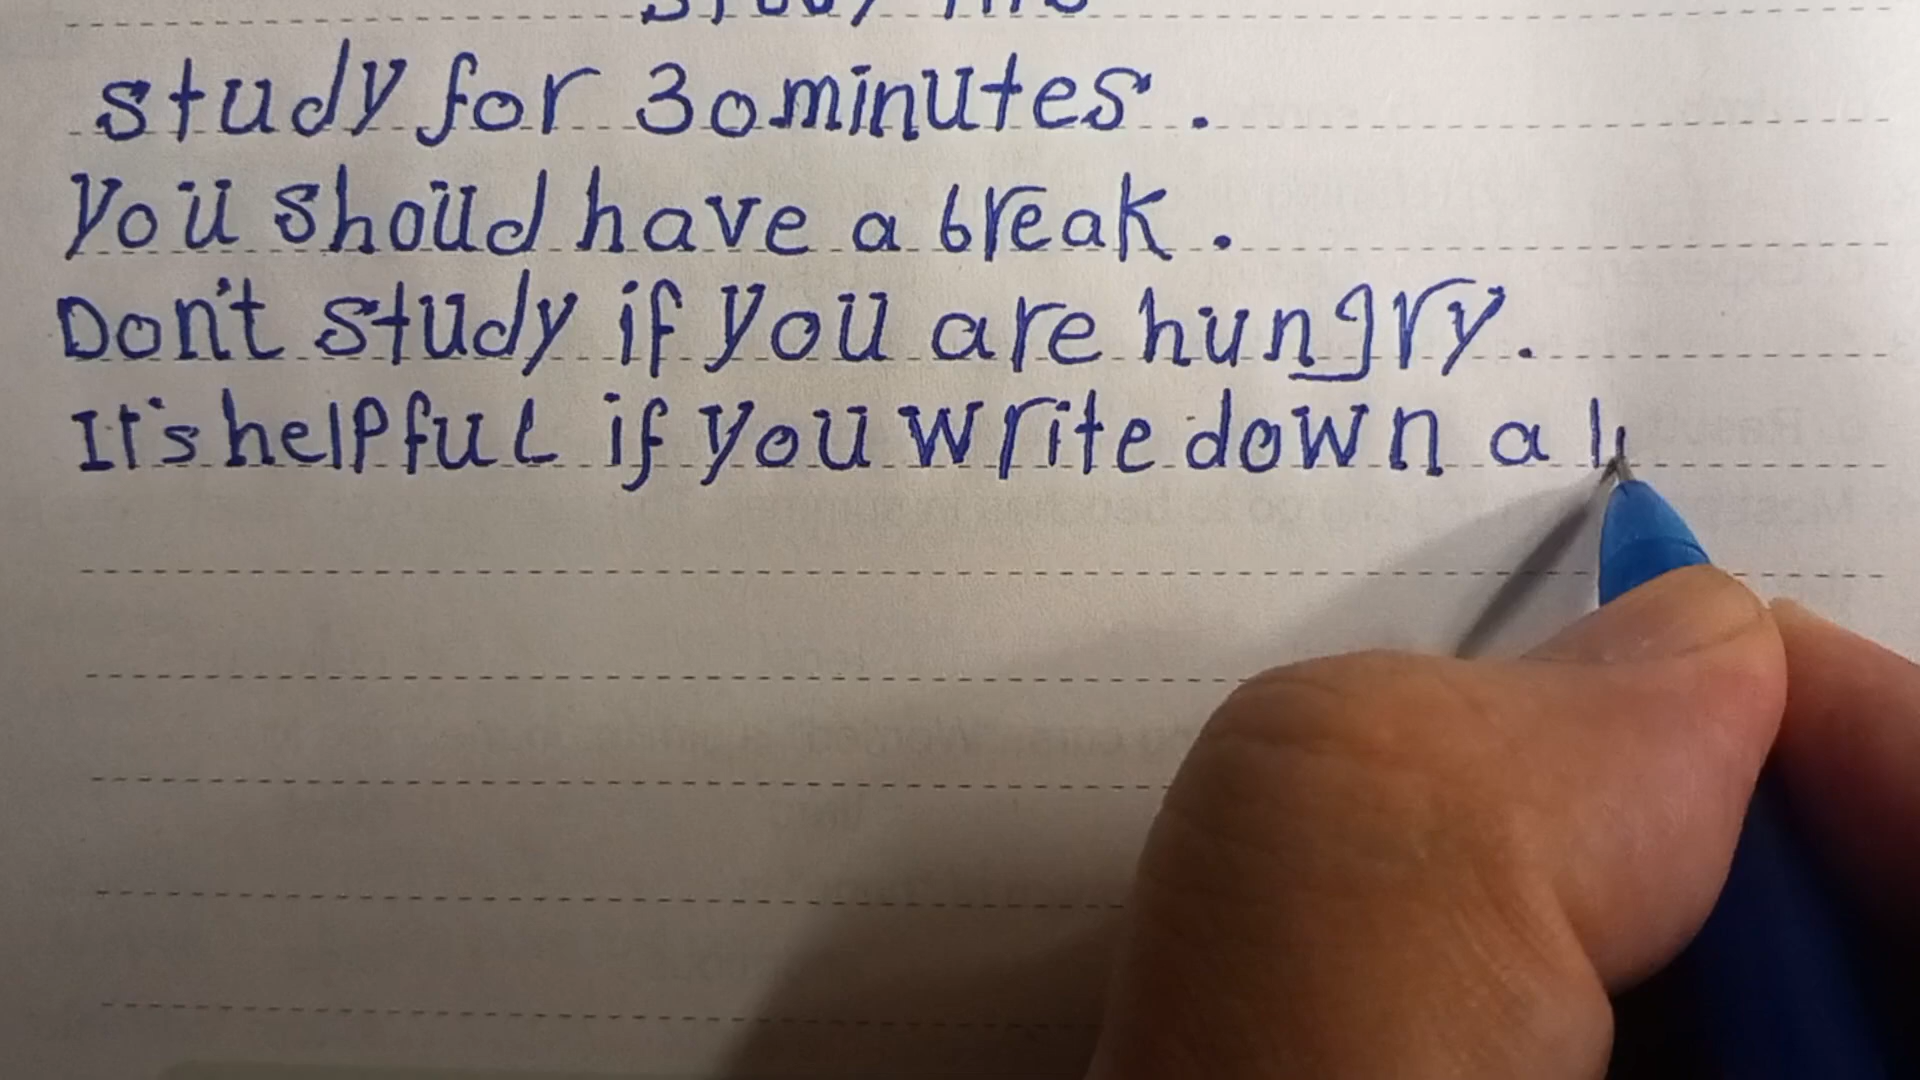 study for 30 minutes.
You shoud have a break.
Don't study if you are hungry.
It's helpful if you write down a